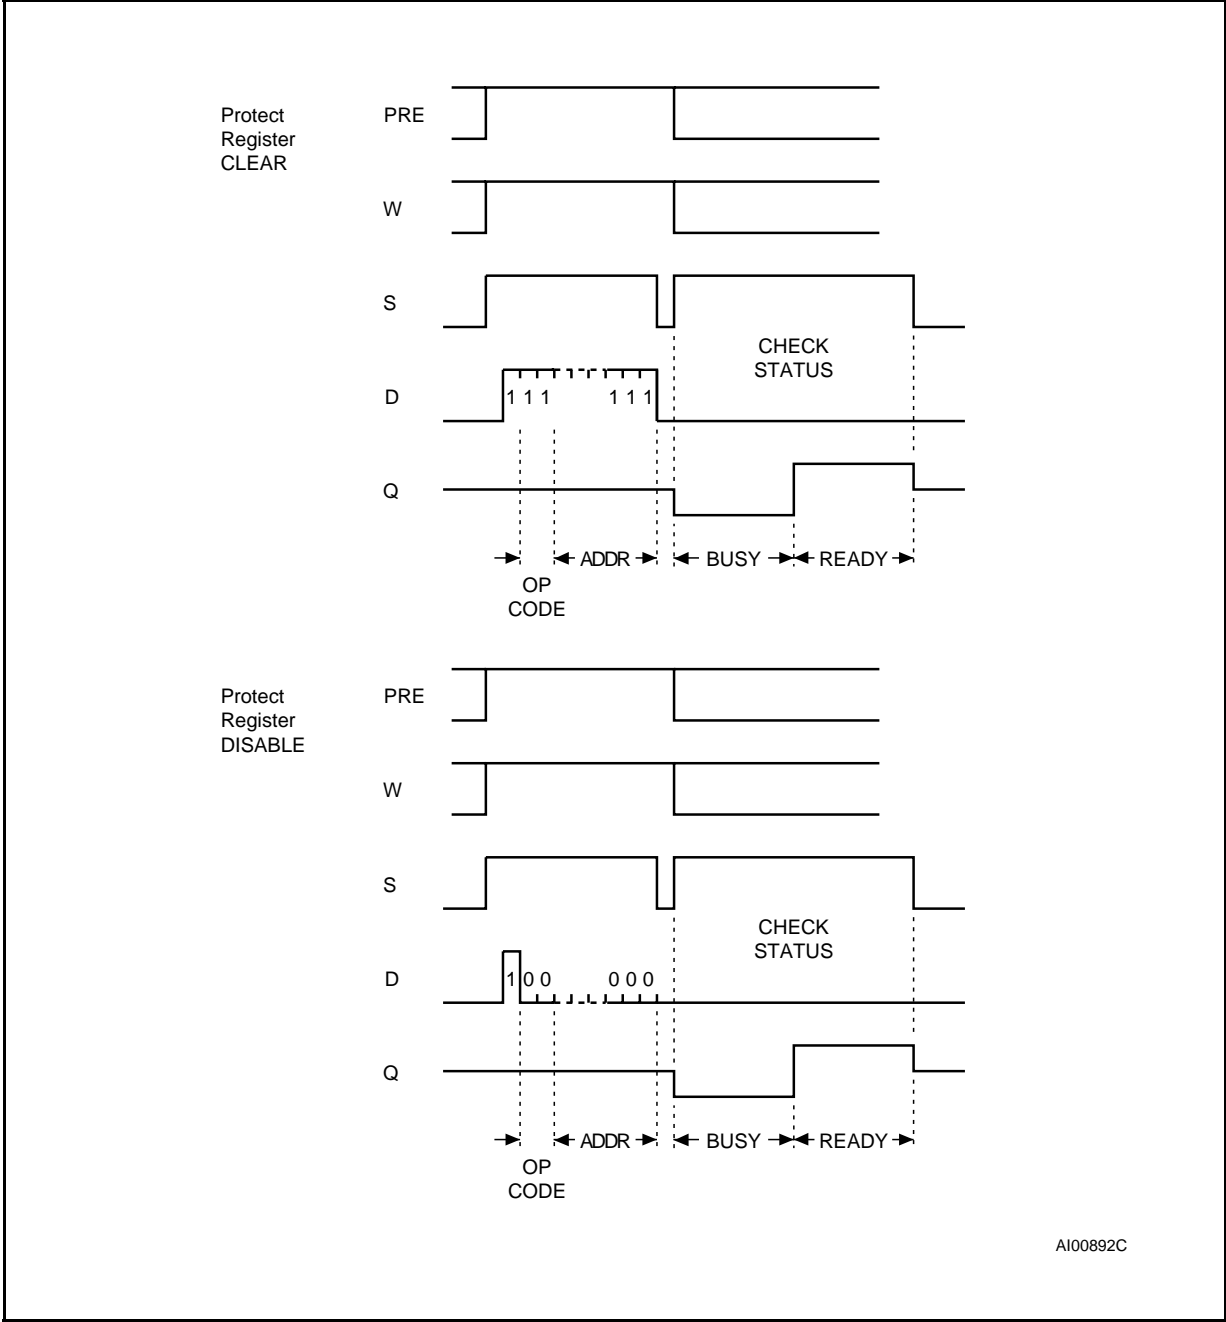 Protect
Register
CLEAR
PRE
W
S
CHECK
STATUS
D
1 1 1 1 1 1
Q
ADDR BUSY READY
OP
CODE
Protect
Register
DISABLE
PRE
W
S
CHECK
STATUS
D
1 0 0 0 0 0
Q
ADDR BUSY READY
OP
CODE
AI00892C